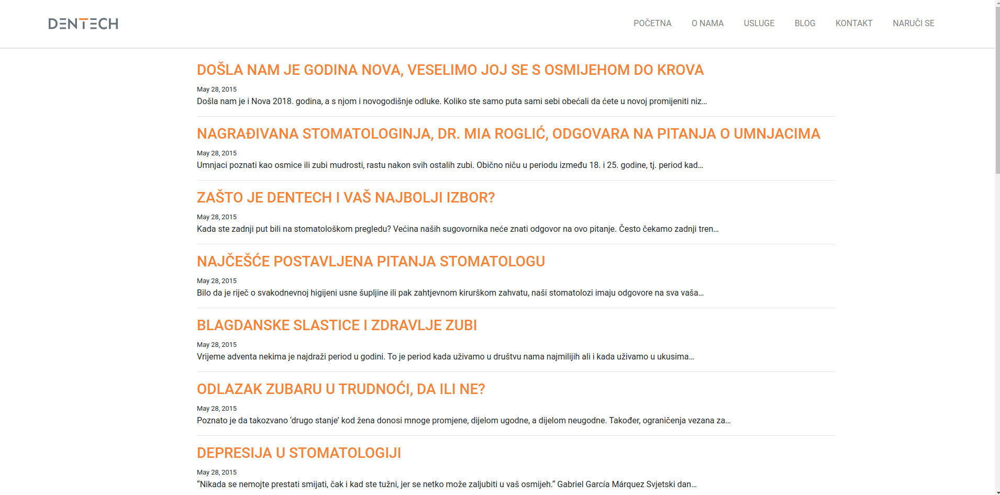 DENTECH
POČETNA O NAMA USLUGE BLOG KONTAKT NARUČI SE
DOŠLA NAM JE GODINA NOVA, VESELIMO JOJ SE S OSMIJEHOM DO KROVA
May 28, 2015
Došla nam je i Nova 2018. godina, a s njom i novogodišnje odluke. Koliko ste samo puta sami sebi obećali da ćete u novoj promijeniti niz...
NAGRAĐIVANA STOMATOLOGINJA, DR. MIA ROGLIĆ, ODGOVARA NA PITANJA O UMNJACIMA
May 28, 2015
Umnjaci poznati kao osmice ili zubi mudrosti, rastu nakon svih ostalih zubi. Obično niču u periodu između 18. i 25. godine, tj. period kad...
ZAŠTO JE DENTECH I VAŠ NAJBOLJI IZBOR?
May 28, 2015
Kada ste zadnji put bili na stomatološkom pregledu? Većina naših sugovornika neće znati odgovor na ovo pitanje. Često čekamo zadnji tren...
NAJČEŠĆE POSTAVLJENA PITANJA STOMATOLOGU
May 28, 2015
Bilo da je riječ o svakodnevnoj higijeni usne šupljine ili pak zahtjevnom kirurškom zahvatu, naši stomatolozi imaju odgovore na sva vaša...
BLAGDANSKE SLASTICE I ZDRAVLJE ZUBI
May 28, 2015
Vrijeme adventa nekima je najdraži period u godini. To je period kada uživamo u društvu nama najmilijih ali i kada uživamo u ukusima...
ODLAZAK ZUBARU U TRUDNOĆI, DA ILI NE?
May 28, 2015
Poznato je da takozvano ‘drugo stanje’ kod žena donosi mnoge promjene, dijelom ugodne, a dijelom neugodne. Također, ograničenja vezana za...
DEPRESIJA U STOMATOLOGIJI
May 28, 2015
“Nikada se nemojte prestati smijati, čak i kad ste tužni, jer se netko može zaljubiti u vaš osmijeh.“ Gabriel García Márquez Svjetski dan...